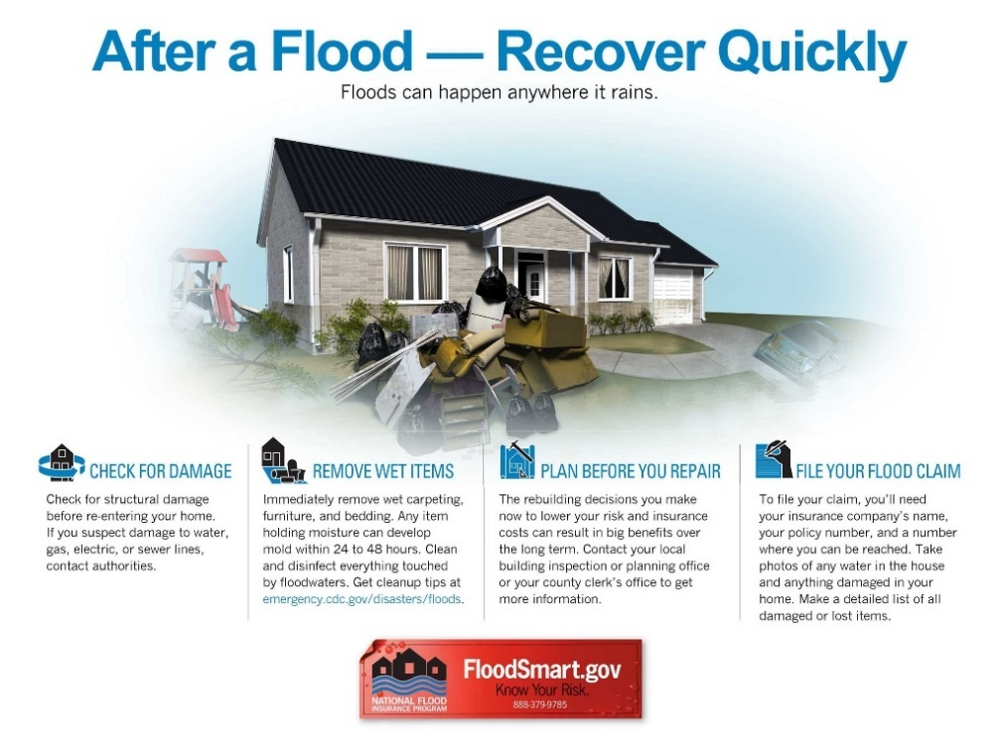 After a Flood — Recover Quickly
Floods can happen anywhere it rains.
CHECK FOR DAMAGE
Check for structural damage
before re-entering your home.
If you suspect damage to water,
gas, electric, or sewer lines,
contact authorities.
REMOVE WET ITEMS
Immediately remove wet carpeting,
furniture, and bedding. Any item
holding moisture can develop
mold within 24 to 48 hours. Clean
and disinfect everything touched
by floodwaters. Get cleanup tips at
emergency.cdc.gov/disasters/floods.
PLAN BEFORE YOU REPAIR
The rebuilding decisions you make
now to lower your risk and insurance
costs can result in big benefits over
the long term. Contact your local
building inspection or planning office
or your county clerk's office to get
more information.
FILE YOUR FLOOD CLAIM
To file your claim, you'll need
your insurance company's name,
your policy number, and a number
where you can be reached. Take
photos of any water in the house
and anything damaged in your
home. Make a detailed list of all
damaged or lost items.
NATIONAL FLOOD
INSURANCE PROGRAM
FloodSmart.gov
Know Your Risk.
888-379-9785